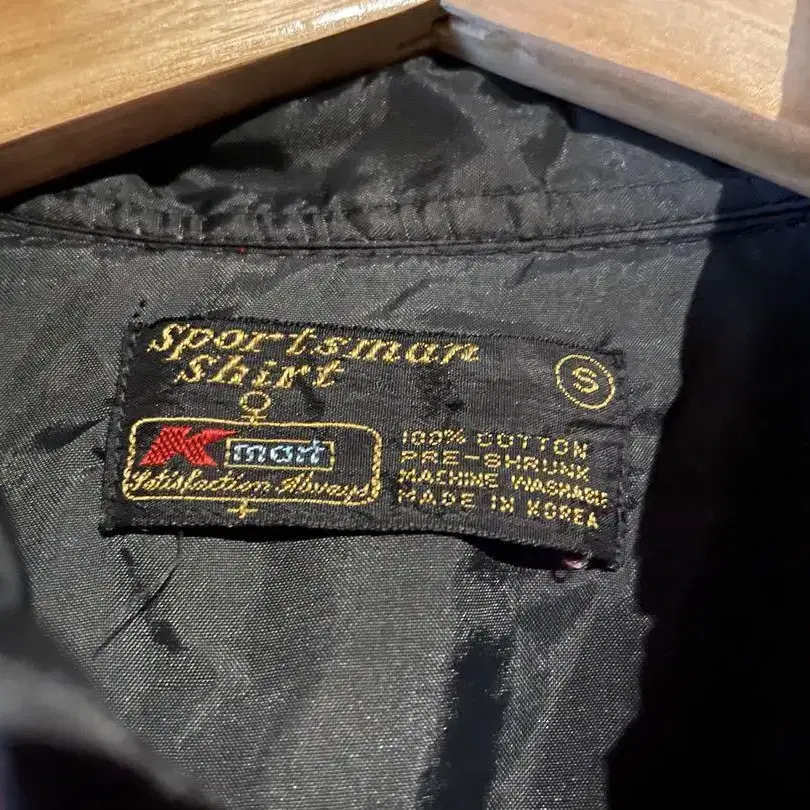 Sportsman
Shirt
S
K mart
Satisfaction Always
100% COTTON
PRE-SHRUNK
MACHINE WASHABLE
MADE IN KOREA